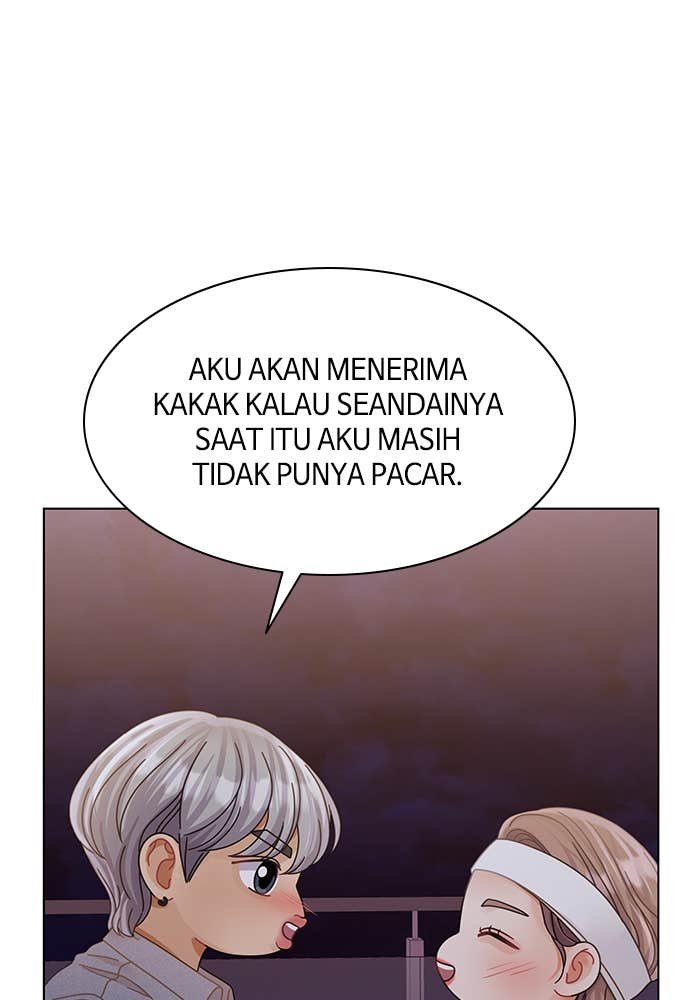 AKU AKAN MENERIMA
KAKAK KALAU SEANDAINYA
SAAT ITU AKU MASIH
TIDAK PUNYA PACAR.